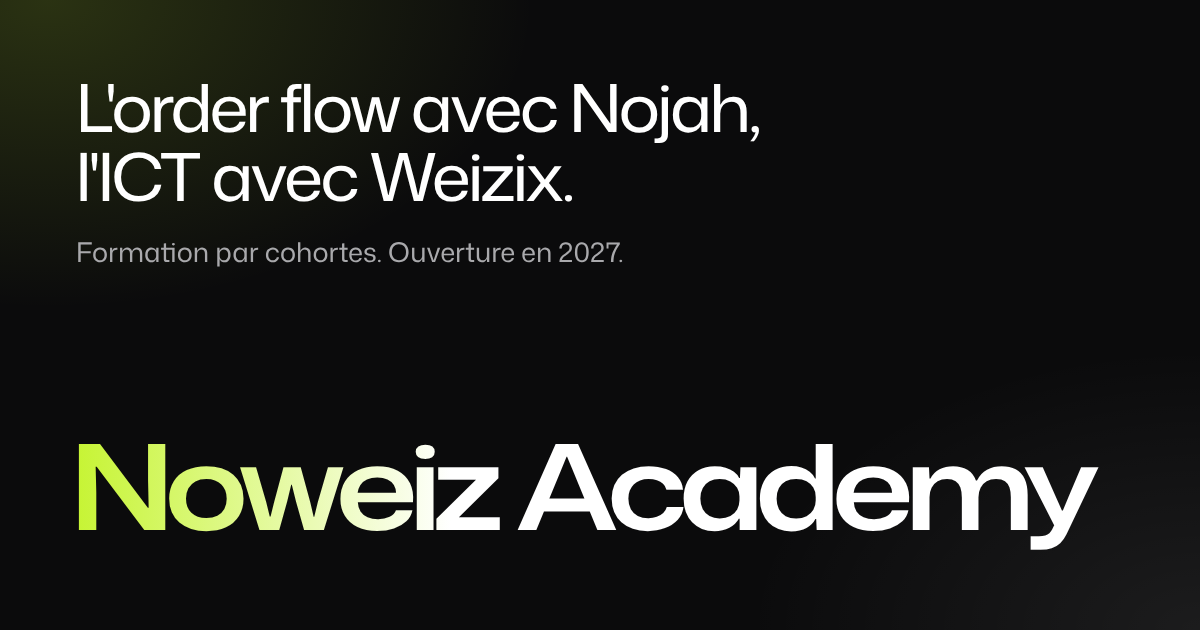 L'order flow avec Nojah,
l'ICT avec Weizix.
Formation par cohortes. Ouverture en 2027.
Noweiz Academy